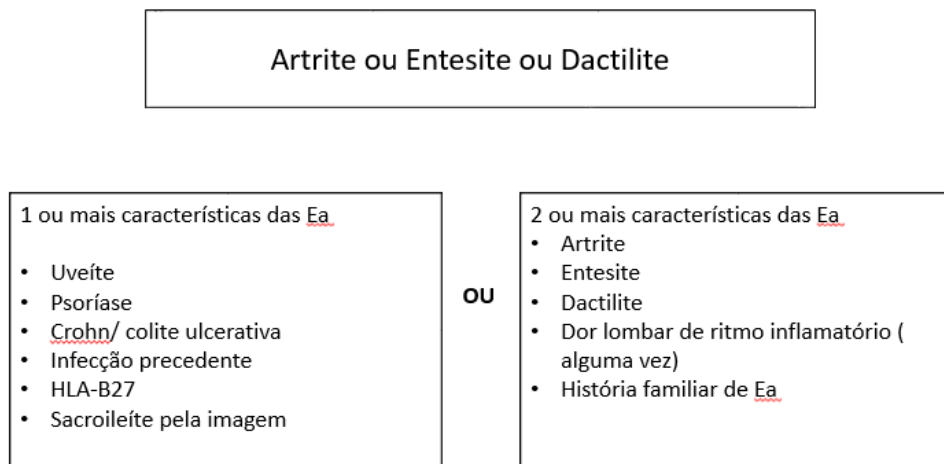 Artrite ou Entesite ou Dactilite
1 ou mais características das Ea
• Uveíte
• Psoríase
• Crohn/ colite ulcerativa
• Infecção precedente
• HLA-B27
• Sacroileíte pela imagem
OU
2 ou mais características das Ea
• Artrite
• Entesite
• Dactilite
• Dor lombar de ritmo inflamatório (
alguma vez)
• História familiar de Ea